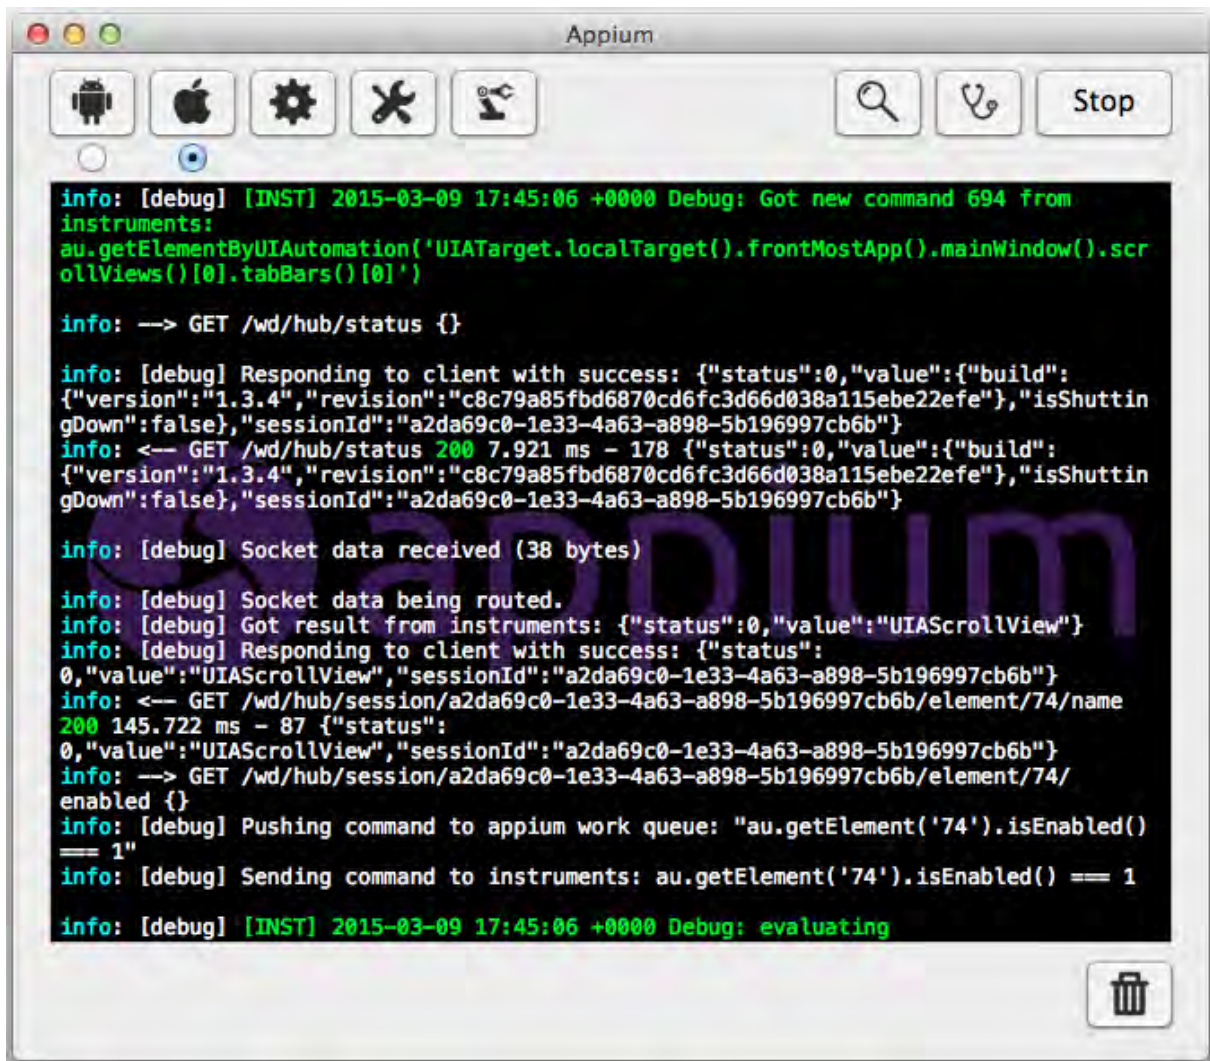 Appium
Stop
info: [debug] [INST] 2015-03-09 17:45:06 +0000 Debug: Got new command 694 from
instruments:
au.getElementByUIAutomation('UIATarget.localTarget().frontMostApp().mainWindow().scr
ollViews()[0].tabBars()[0]')
info: --> GET /wd/hub/status {}
info: [debug] Responding to client with success: {"status":0,"value":{"build":
{"version":"1.3.4","revision":"c8c79a85fbd6870cd6fc3d66d038a115ebe22efe"},"isShuttin
gDown":false},"sessionId":"a2da69c0-1e33-4a63-a898-5b196997cb6b"}
info: <-- GET /wd/hub/status 200 7.921 ms - 178 {"status":0,"value":{"build":
{"version":"1.3.4","revision":"c8c79a85fbd6870cd6fc3d66d038a115ebe22efe"},"isShuttin
gDown":false},"sessionId":"a2da69c0-1e33-4a63-a898-5b196997cb6b"}
info: [debug] Socket data received (38 bytes)
info: [debug] Socket data being routed.
info: [debug] Got result from instruments: {"status":0,"value":"UIAScrollView"}
info: [debug] Responding to client with success: {"status":
0,"value":"UIAScrollView","sessionId":"a2da69c0-1e33-4a63-a898-5b196997cb6b"}
info: <-- GET /wd/hub/session/a2da69c0-1e33-4a63-a898-5b196997cb6b/element/74/name
200 145.722 ms - 87 {"status":
0,"value":"UIAScrollView","sessionId":"a2da69c0-1e33-4a63-a898-5b196997cb6b"}
info: --> GET /wd/hub/session/a2da69c0-1e33-4a63-a898-5b196997cb6b/element/74/
enabled {}
info: [debug] Pushing command to appium work queue: "au.getElement('74').isEnabled()
=== 1"
info: [debug] Sending command to instruments: au.getElement('74').isEnabled() === 1
info: [debug] [INST] 2015-03-09 17:45:06 +0000 Debug: evaluating
appium